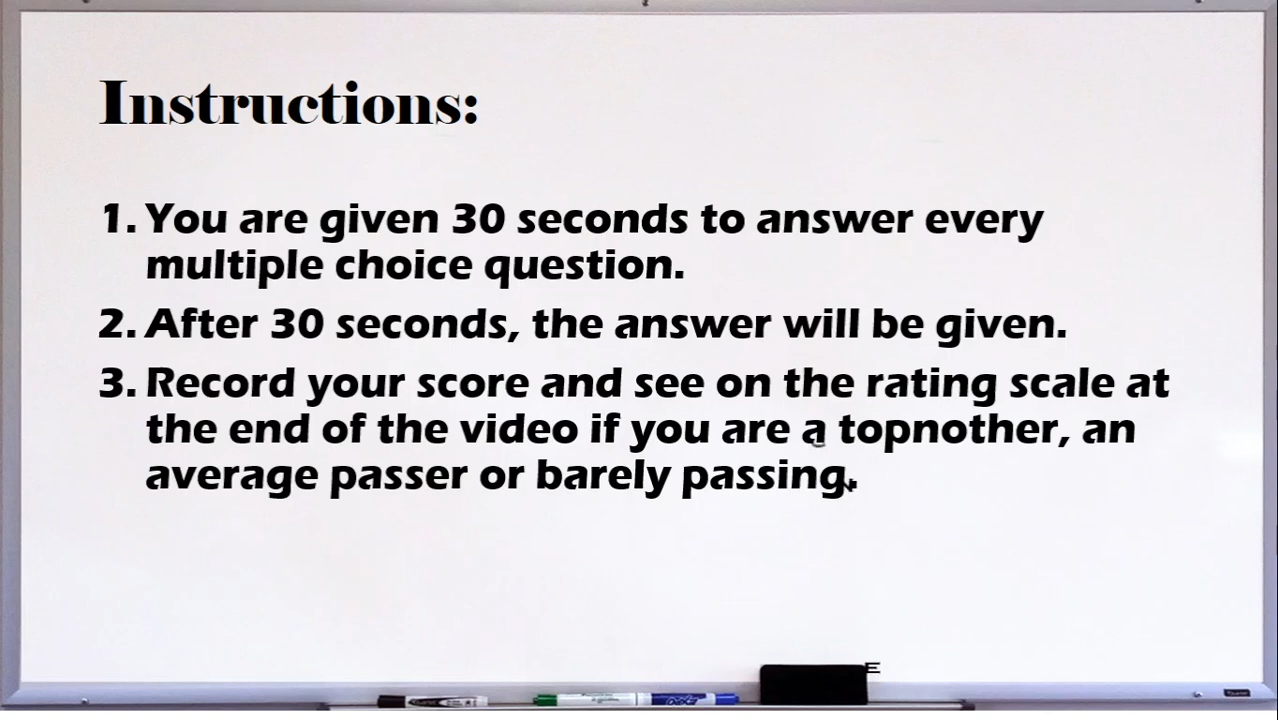 Instructions:
1. You are given 30 seconds to answer every
multiple choice question.
2. After 30 seconds, the answer will be given.
3. Record your score and see on the rating scale at
the end of the video if you are a topnother, an
average passer or barely passing.
E